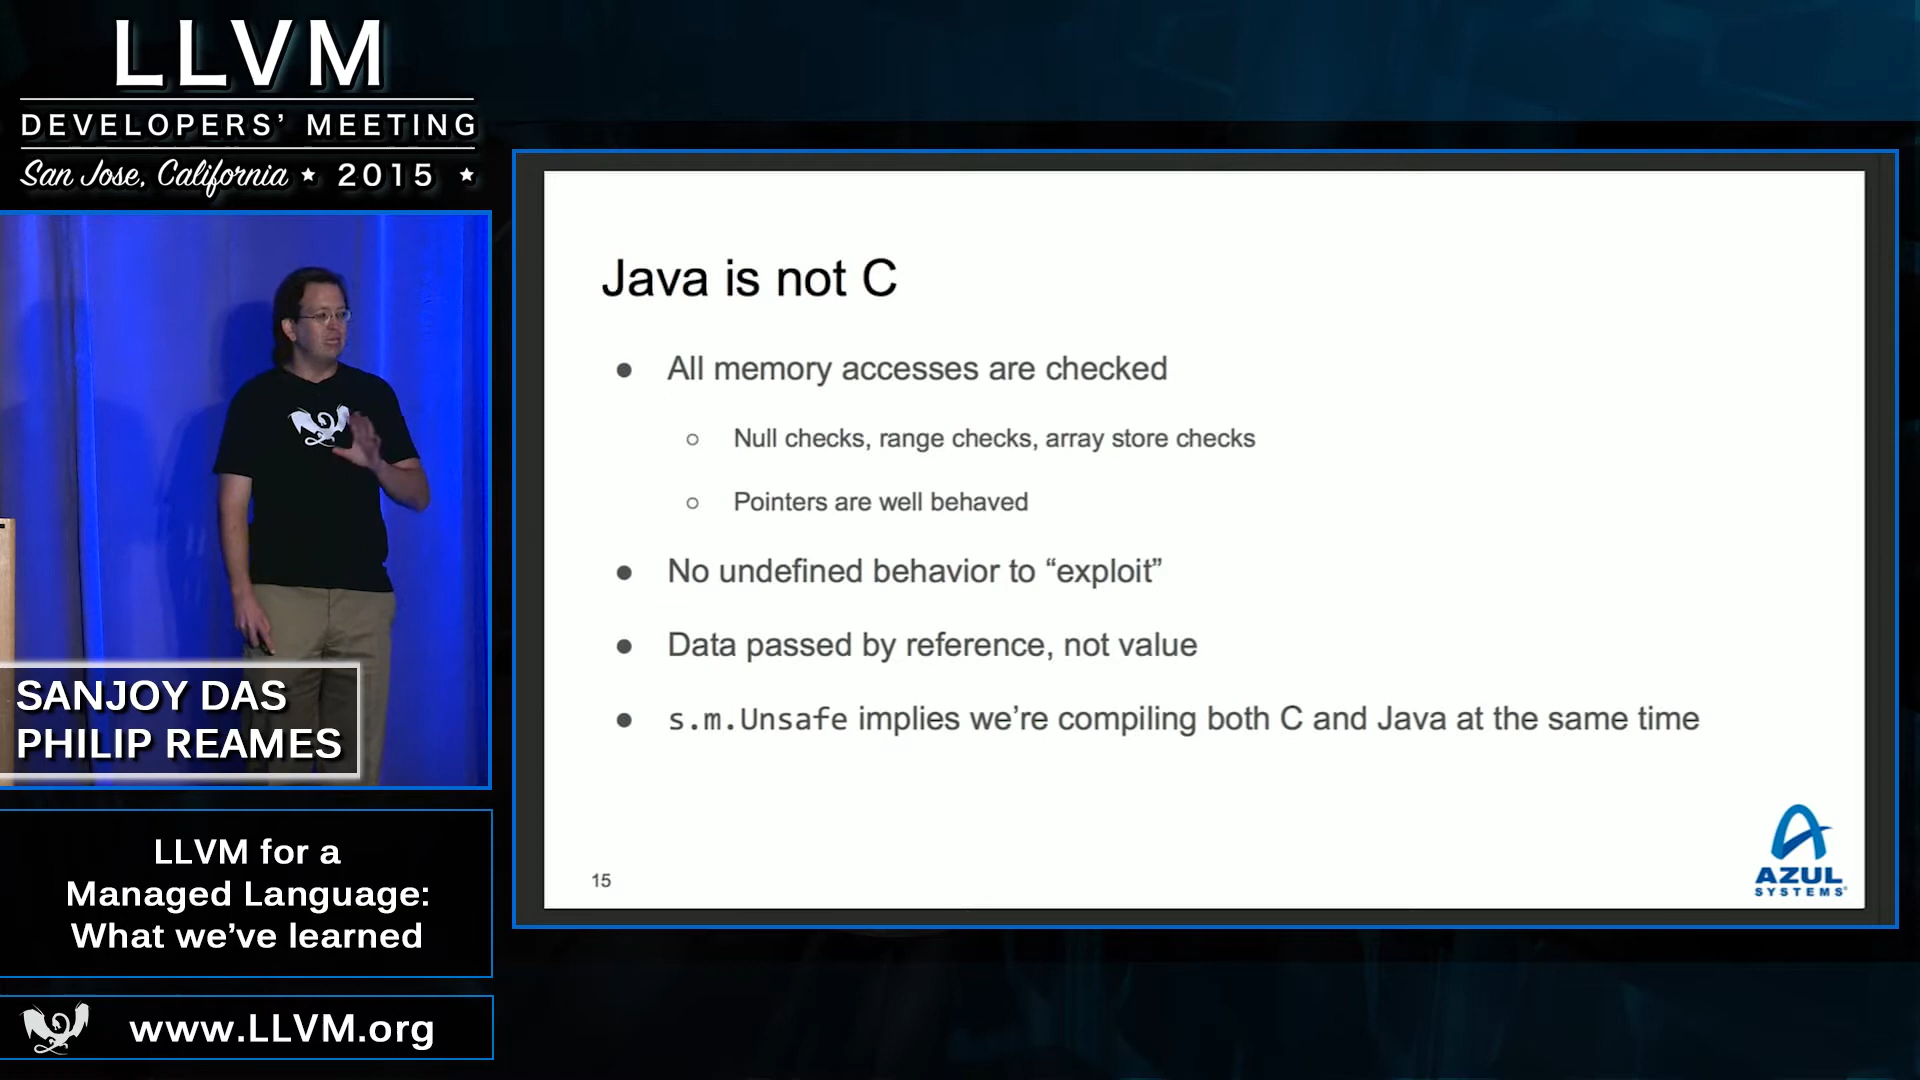 LLVM
DEVELOPERS’ MEETING
San Jose, California ★ 2015 ★
SANJOY DAS
PHILIP REAMES
LLVM for a
Managed Language:
What we’ve learned
www.LLVM.org
Java is not C
● All memory accesses are checked
○ Null checks, range checks, array store checks
○ Pointers are well behaved
● No undefined behavior to “exploit”
● Data passed by reference, not value
● s.m.Unsafe implies we’re compiling both C and Java at the same time
15
AZUL
SYSTEMS®